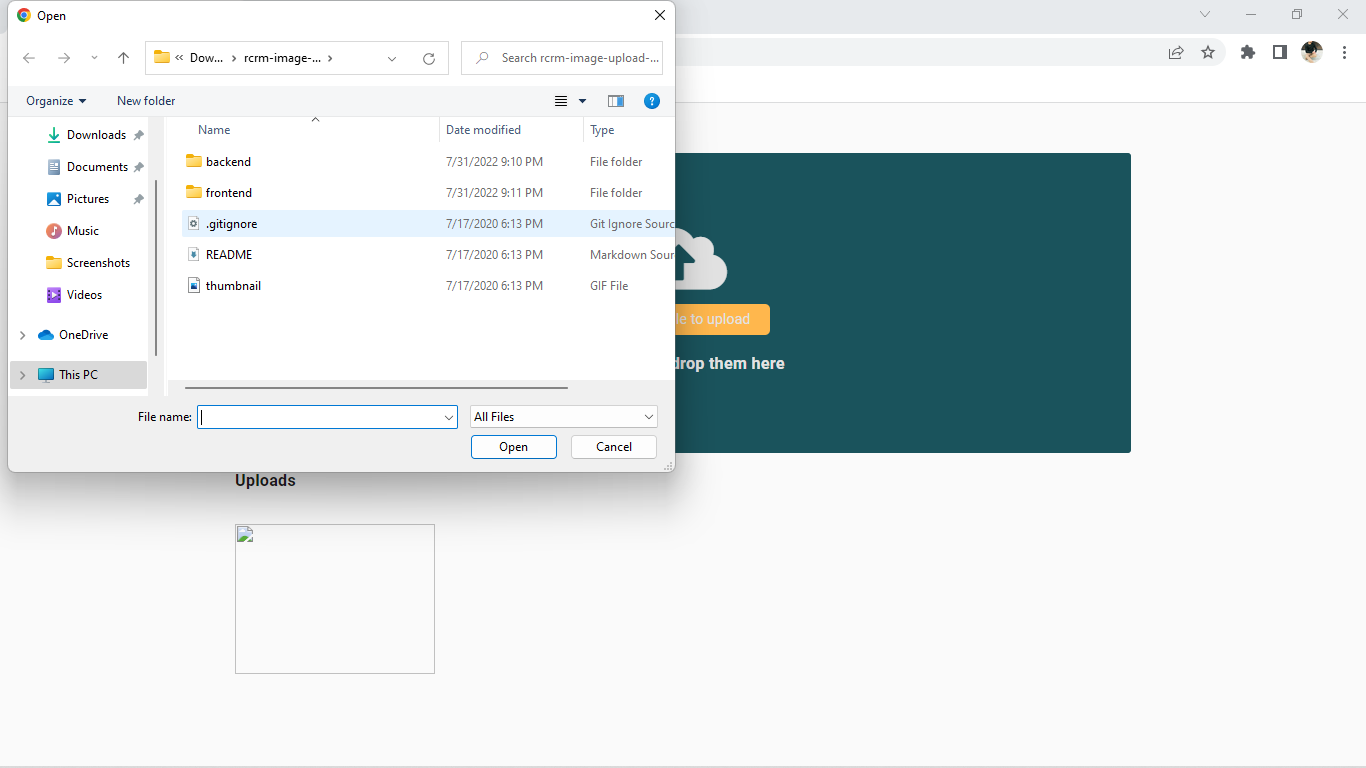 Open
Dow... rcrm-image-...
Search rcrm-image-upload-...
Organize New folder
Name Date modified Type
Downloads
Documents
Pictures
Music
Screenshots
Videos
OneDrive
This PC
backend 7/31/2022 9:10 PM File folder
frontend 7/31/2022 9:11 PM File folder
.gitignore 7/17/2020 6:13 PM Git Ignore Sourc
README 7/17/2020 6:13 PM Markdown Sour
thumbnail 7/17/2020 6:13 PM GIF File
File name: All Files
Open Cancel
to upload
drop them here
Uploads